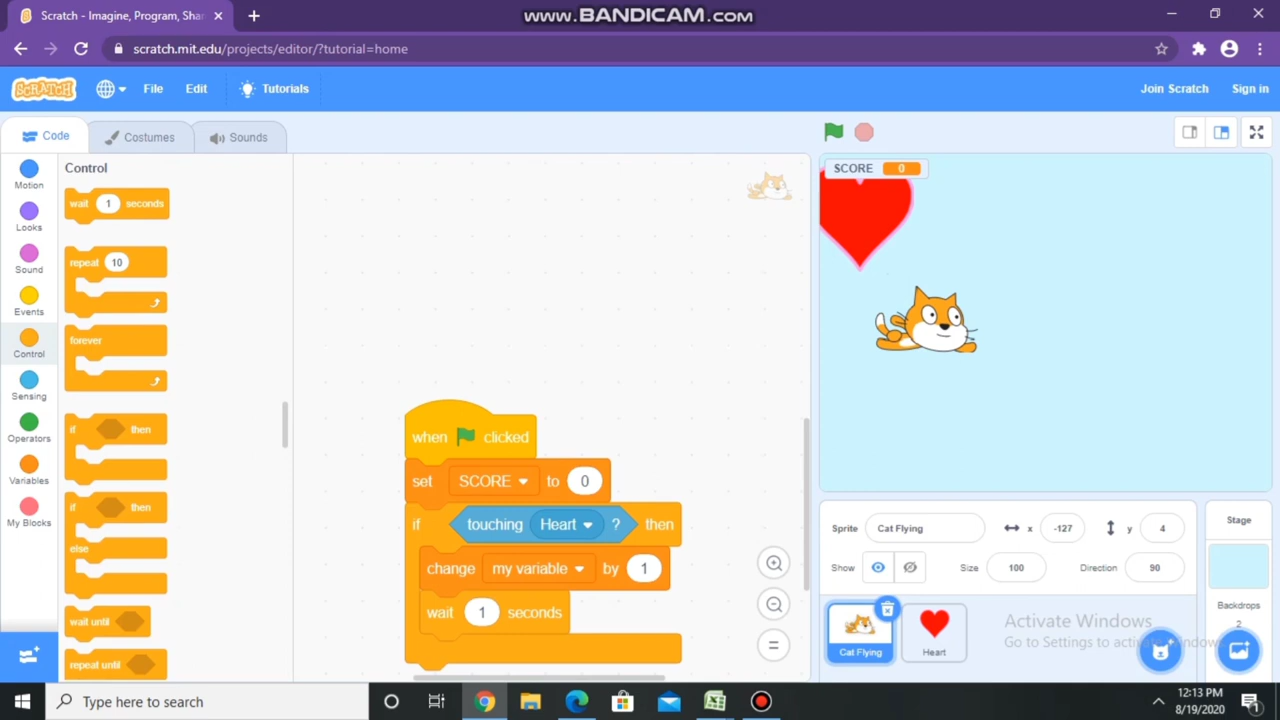 www.BANDICAM.com
Scratch - Imagine, Program, Shar
scratch.mit.edu/projects/editor/?tutorial=home
SCRATCH
File
Edit
Tutorials
Join Scratch
Sign in
Code
Costumes
Sounds
Motion
Looks
Sound
Events
Control
Sensing
Operators
Variables
My Blocks
Control
wait 1 seconds
repeat 10
forever
if then
if then
else
wait until
repeat until
when clicked
set SCORE to 0
if touching Heart ? then
change my variable by 1
wait 1 seconds
SCORE 0
Sprite Cat Flying x -127 y 4
Show Size 100 Direction 90
Cat Flying
Heart
Stage
Backdrops
2
Activate Windows
Go to Settings to activate Windows
Type here to search
12:13 PM
8/19/2020
1